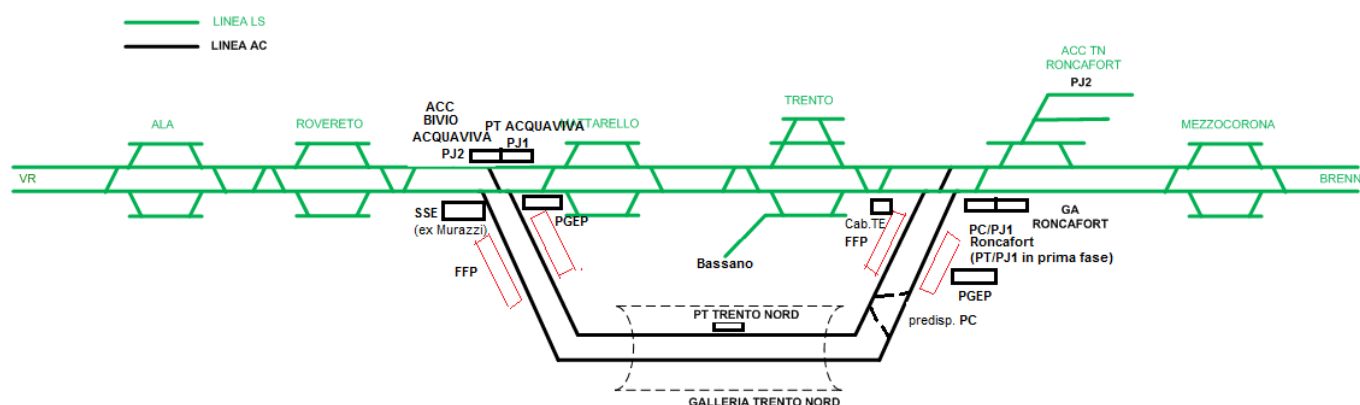 LINEA LS
LINEA AC
ACC TN
RONCAFORT
PJ2
TRENTO
ALA
ROVERETO
ACC
BIVIO
ACQUAVIVA
PJ2
PT ACQUAVIVA
PJ1
MATTARELLO
MEZZOCORONA
VR
BRENN
SSE
(ex Murazzi)
PGEP
FFP
Bassano
Cab.TE
FFP
PC/PJ1
Roncafort
(PT/PJ1 in prima fase)
GA
RONCAFORT
PGEP
PT TRENTO NORD
predisp. PC
GALLERIA TRENTO NORD